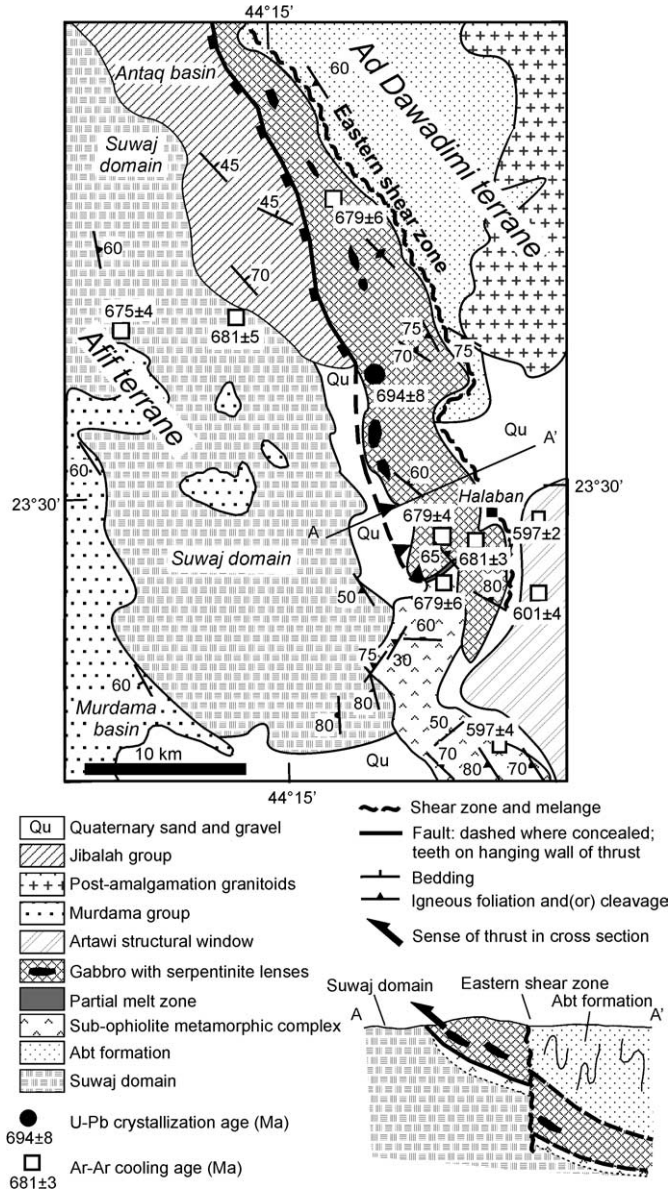 44°15'
Antaq basin
60
Ad Dawadimi terrane
Eastern shear zone
Suwaj
domain
45
45
679±6
60
70
675±4
681±5
75
70
75
Afif terrane
Qu
694±8
Qu
A'
60
60
Halaban
23°30'
23°30'
A
Qu
679±4
597±2
65
681±3
Suwaj domain
50
679±6
80
601±4
60
75
30
60
80
Murdama
basin
80
50
597±4
70
80
70
10 km
Qu
44°15'
Qu Quaternary sand and gravel
Jibalah group
Post-amalgamation granitoids
Murdama group
Artawi structural window
Gabbro with serpentinite lenses
Partial melt zone
Sub-ophiolite metamorphic complex
Abt formation
Suwaj domain
U-Pb crystallization age (Ma)
694±8
Ar-Ar cooling age (Ma)
681±3
Shear zone and melange
Fault: dashed where concealed;
teeth on hanging wall of thrust
Bedding
Igneous foliation and(or) cleavage
Sense of thrust in cross section
Suwaj domain
Eastern shear zone
Abt formation
A
A'